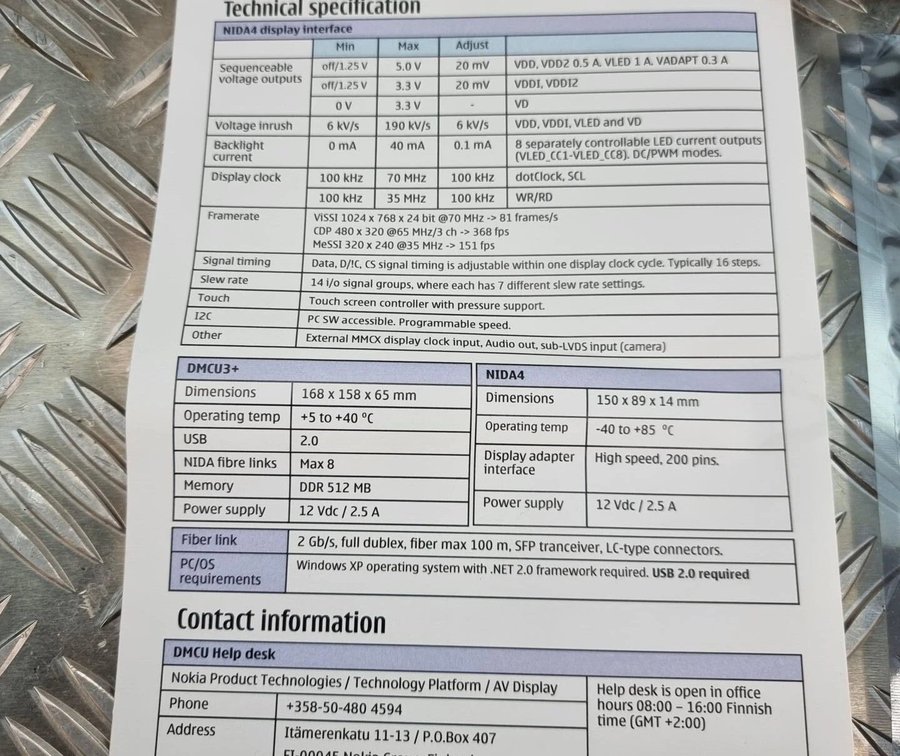 Technical specification
NIDA4 display interface
Min Max Adjust
Sequenceable voltage outputs off/1.25 V 5.0 V 20 mV VDD, VDD2 0.5 A, VLED 1 A, VADAPT 0.3 A
off/1.25 V 3.3 V 20 mV VDDI, VDDI2
0 V 3.3 V - VD
Voltage inrush 6 kV/s 190 kV/s 6 kV/s VDD, VDDI, VLED and VD
Backlight current 0 mA 40 mA 0.1 mA 8 separately controllable LED current outputs
(VLED_CC1-VLED_CC8). DC/PWM modes.
Display clock 100 kHz 70 MHz 100 kHz dotClock, SCL
100 kHz 35 MHz 100 kHz WR/RD
Framerate ViSSI 1024 x 768 x 24 bit @70 MHz -> 81 frames/s
CDP 480 x 320 @65 MHz/3 ch -> 368 fps
MeSSI 320 x 240 @35 MHz -> 151 fps
Signal timing Data, D/!C, CS signal timing is adjustable within one display clock cycle. Typically 16 steps.
Slew rate 14 i/o signal groups, where each has 7 different slew rate settings.
Touch Touch screen controller with pressure support.
I2C PC SW accessible. Programmable speed.
Other External MMCX display clock input, Audio out, sub-LVDS input (camera)
DMCU3+
Dimensions 168 x 158 x 65 mm
Operating temp +5 to +40 °C
USB 2.0
NIDA fibre links Max 8
Memory DDR 512 MB
Power supply 12 Vdc / 2.5 A
NIDA4
Dimensions 150 x 89 x 14 mm
Operating temp -40 to +85 °C
Display adapter interface High speed, 200 pins.
Power supply 12 Vdc / 2.5 A
Fiber link 2 Gb/s, full dublex, fiber max 100 m, SFP tranceiver, LC-type connectors.
PC/OS requirements Windows XP operating system with .NET 2.0 framework required. USB 2.0 required
Contact information
DMCU Help desk
Nokia Product Technologies / Technology Platform / AV Display
Phone +358-50-480 4594
Address Itämerenkatu 11-13 / P.O.Box 407
Help desk is open in office
hours 08:00 – 16:00 Finnish
time (GMT +2:00)